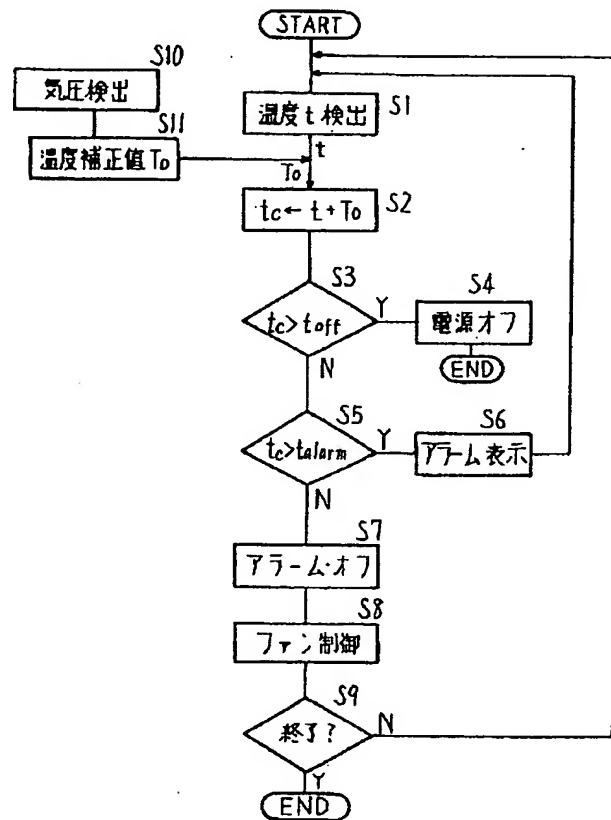 START
S10
気圧検出
S11
温度補正値To
S1
温度t検出
t
To
S2
tc←t+To
S3
tc>toff
Y
N
S4
電源オフ
END
S5
tc>talarm
Y
N
S6
アラーム表示
S7
アラーム・オフ
S8
ファン制御
S9
終了?
N
Y
END